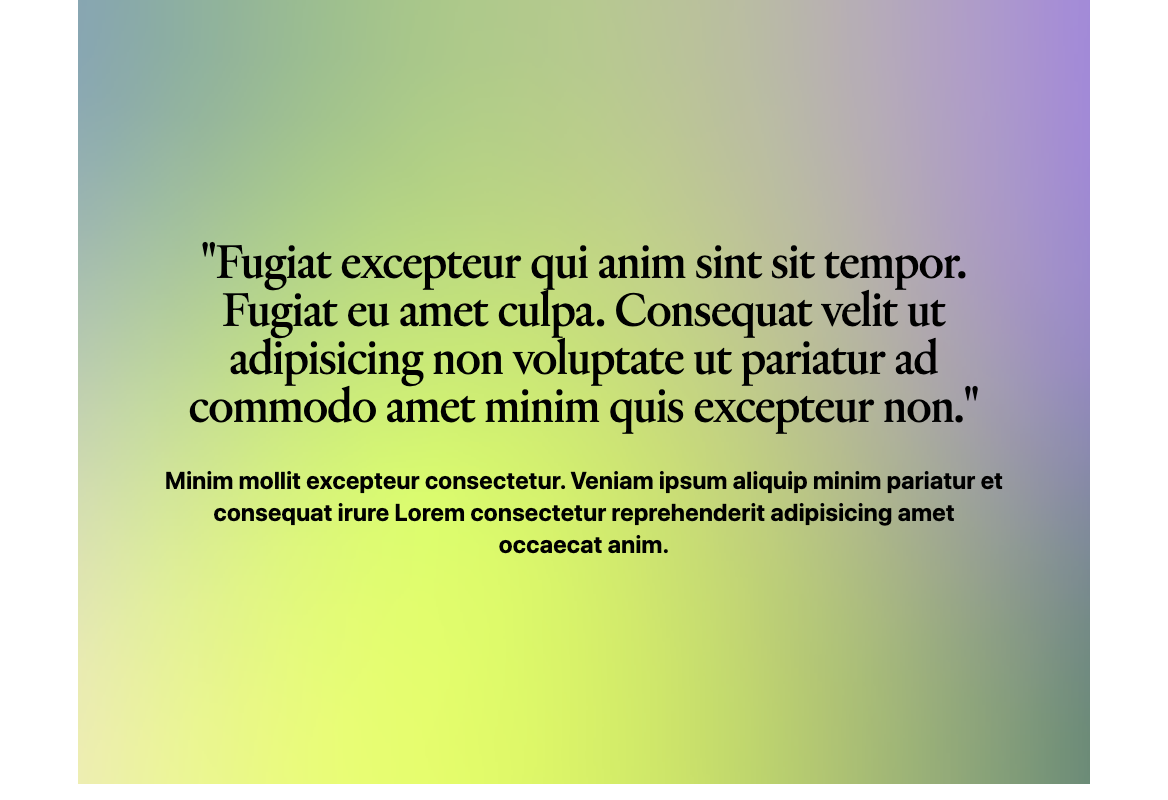 "Fugiat excepteur qui anim sint sit tempor.
Fugiat eu amet culpa. Consequat velit ut
adipisicing non voluptate ut pariatur ad
commodo amet minim quis excepteur non."
Minim mollit excepteur consectetur. Veniam ipsum aliquip minim pariatur et
consequat irure Lorem consectetur reprehenderit adipisicing amet
occaecat anim.